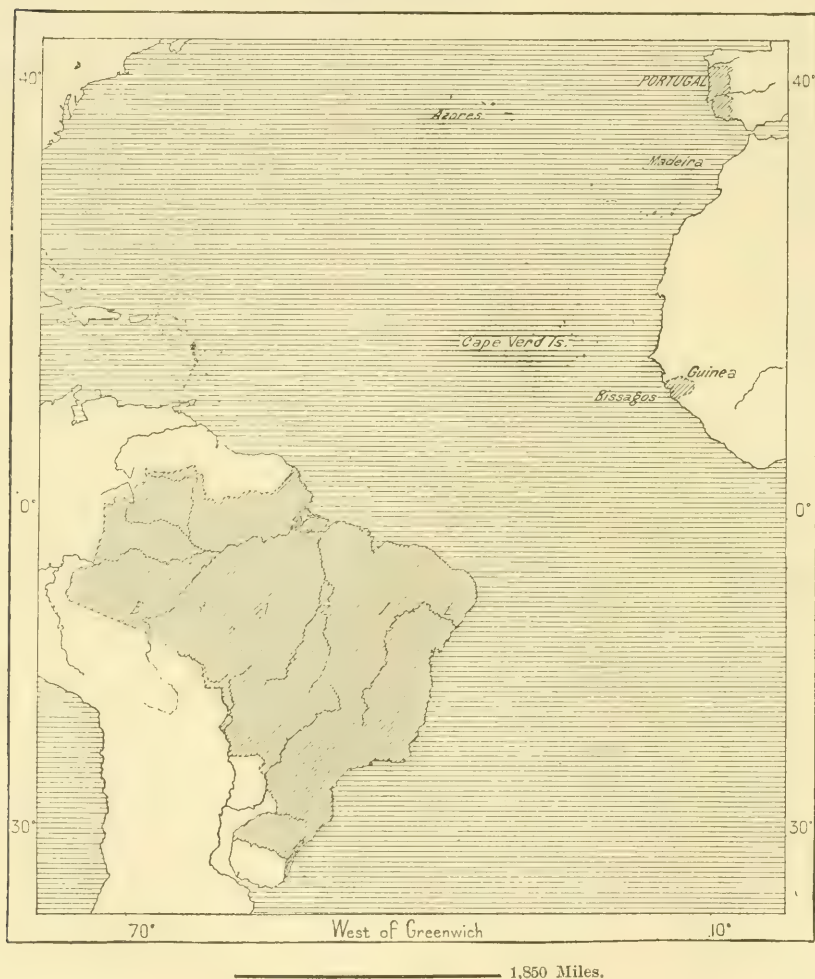 40°
PORTUGAL
40°
Azores
Madeira
Cape Verd Is.
Guinea
Bissagos
0°
0°
30°
30°
70°
West of Greenwich
10°
1,850 Miles.